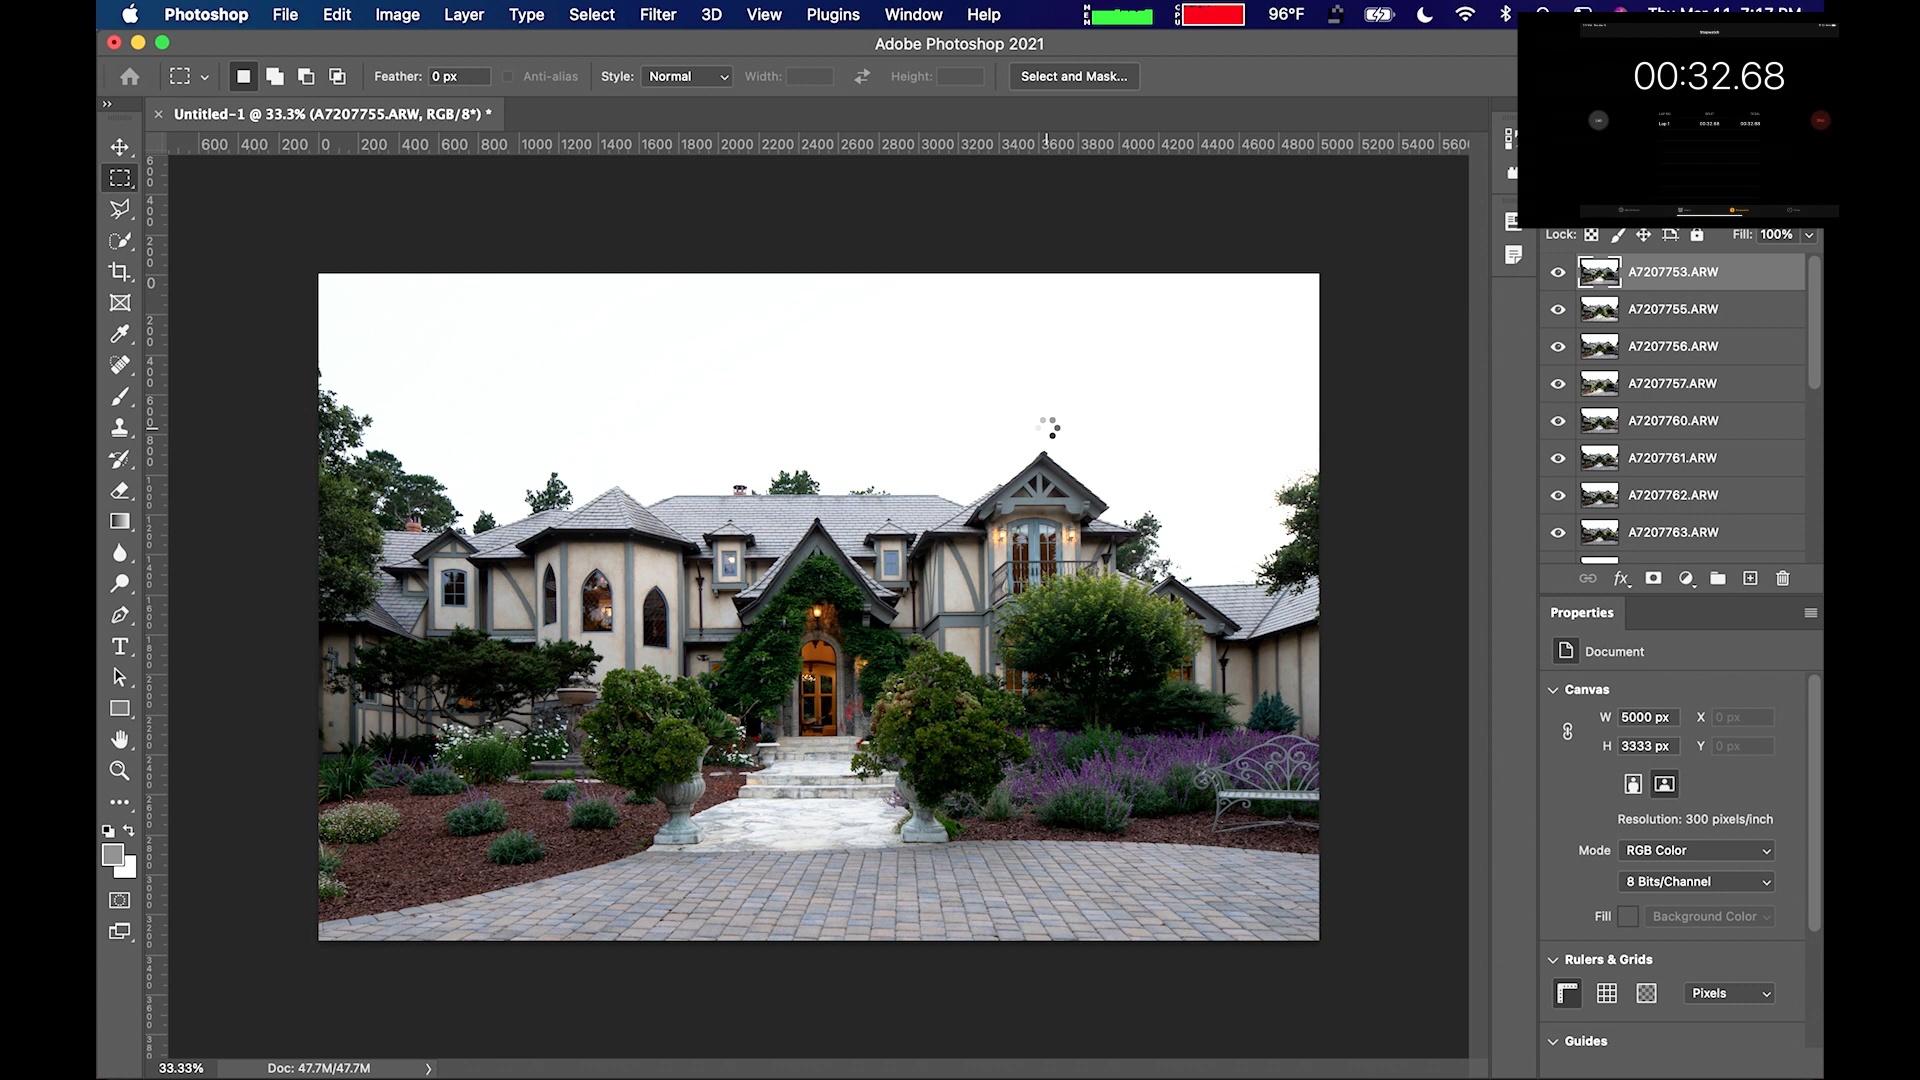 Photoshop File Edit Image Layer Type Select Filter 3D View Plugins Window Help 96°F
Adobe Photoshop 2021
Feather: 0 px Anti-alias Style: Normal Width: Height: Select and Mask...
00:32.68
Untitled-1 @ 33.3% (A7207755.ARW, RGB/8*) *
600 400 200 0 200 400 600 800 1000 1200 1400 1600 1800 2000 2200 2400 2600 2800 3000 3200 3400 3600 3800 4000 4200 4400 4600 4800 5000 5200 5400
Lock: Fill: 100%
A7207753.ARW
A7207755.ARW
A7207756.ARW
A7207757.ARW
A7207760.ARW
A7207761.ARW
A7207762.ARW
A7207763.ARW
Properties
Document
Canvas
W 5000 px X 0 px
H 3333 px Y 0 px
Resolution: 300 pixels/inch
Mode RGB Color
8 Bits/Channel
Fill Background Color
Rulers & Grids
Pixels
Guides
33.33% Doc: 47.7M/47.7M